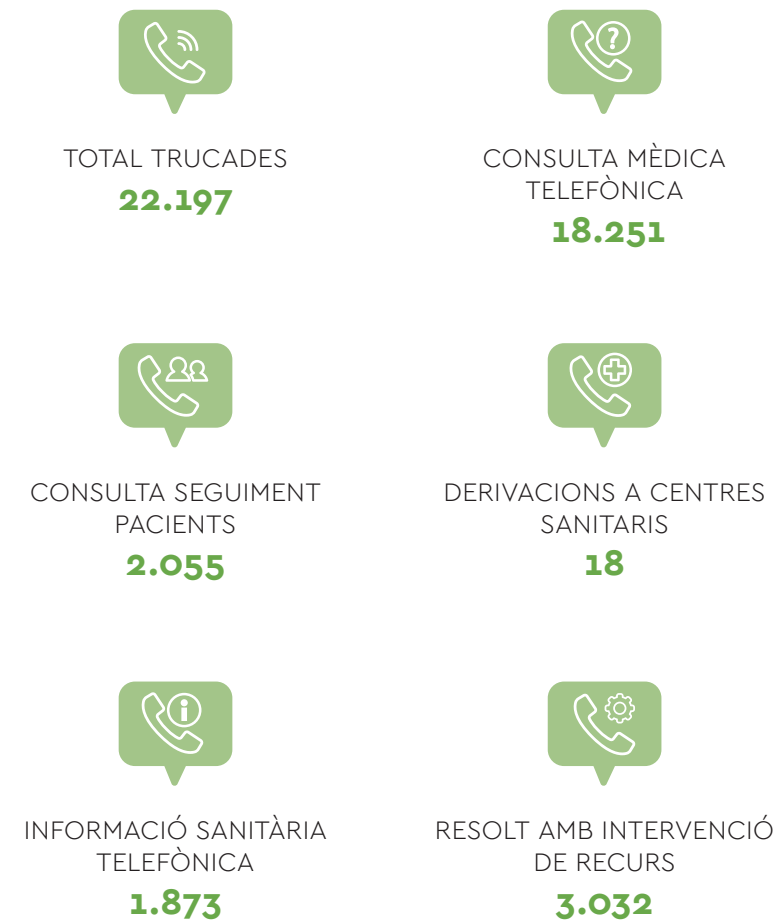 TOTAL TRUCADES
22.197
CONSULTA MÈDICA
TELEFÒNICA
18.251
CONSULTA SEGUIMENT
PACIENTS
2.055
DERIVACIONS A CENTRES
SANITARIS
18
INFORMACIÓ SANITÀRIA
TELEFÒNICA
1.873
RESOLT AMB INTERVENCIÓ
DE RECURS
3.032